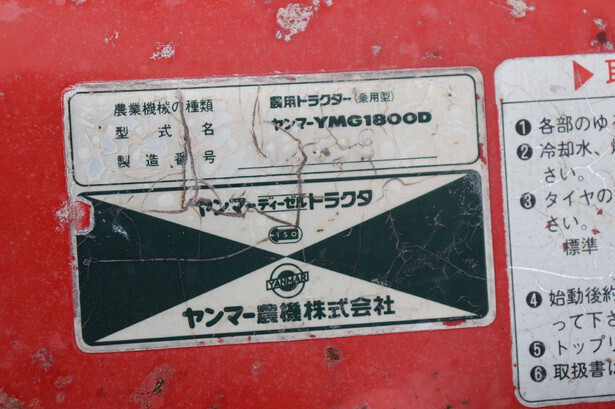 農業機械の種類 農用トラクター(乗用型)
型式名 ヤンマーYMG1800D
製造番号
ヤンマーディーゼルトラクタ
ISO
YANMAR
ヤンマー農機株式会社
▶取
❶ 各部のゆる
❷ 冷却水、燃
さい。
❸ タイヤの
さい。
標準
❹ 始動後約
って下さ
❺ トップリ
❻ 取扱書は